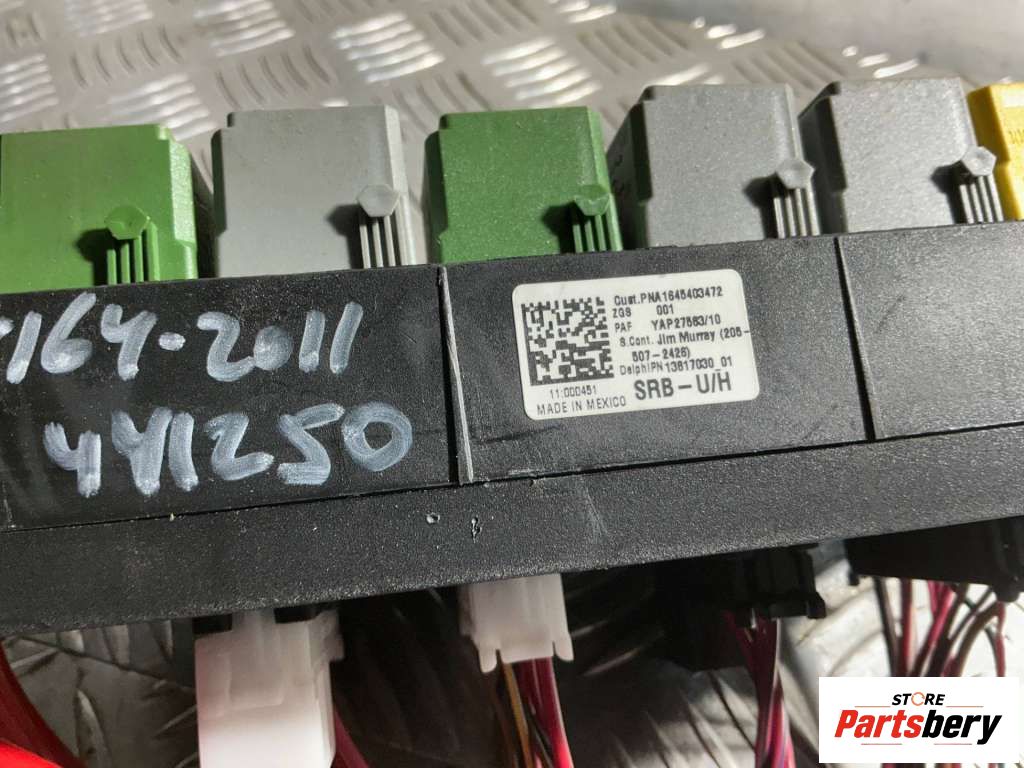 164-2011
441250
Cust.PNA1645403472
ZGS 001
PAF YAP27563/10
S.Cont. Jim Murray (205-
507-2426)
DelphiPN13817030_01
11:000451
SRB-U/H
MADE IN MEXICO
STORE
Partsbery